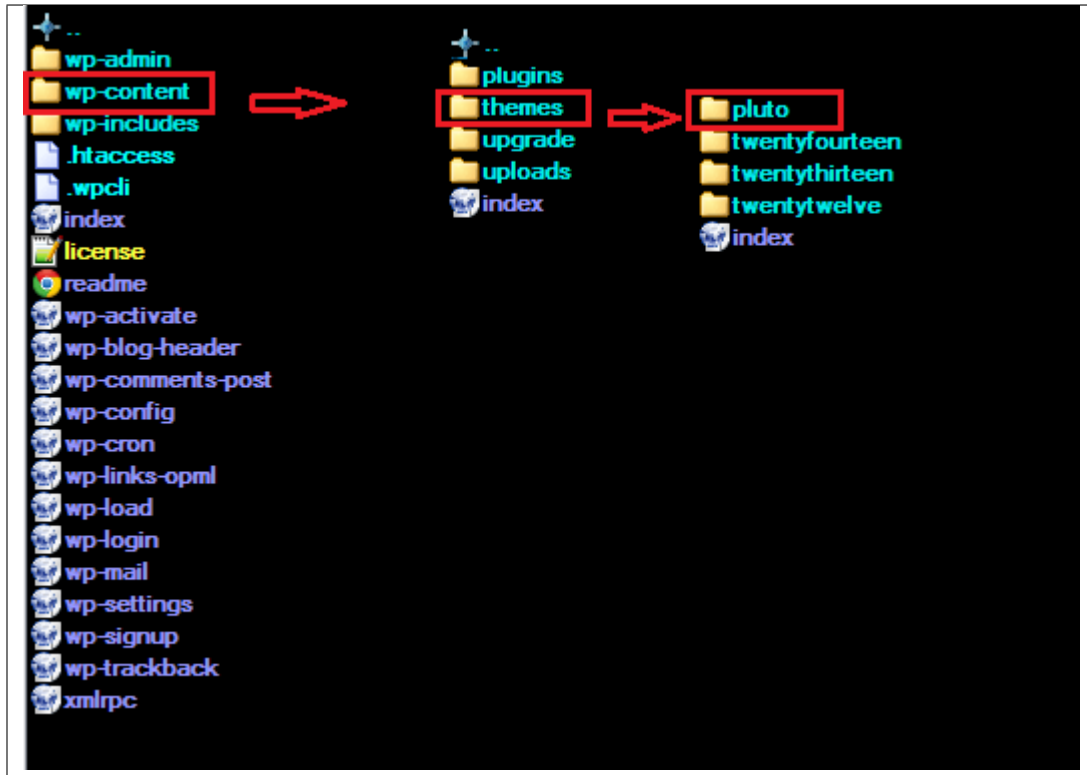 ..
wp-admin
wp-content
wp-includes
.htaccess
.wpcli
index
license
readme
wp-activate
wp-blog-header
wp-comments-post
wp-config
wp-cron
wp-links-opml
wp-load
wp-login
wp-mail
wp-settings
wp-signup
wp-trackback
xmlrpc
..
plugins
themes
upgrade
uploads
index
pluto
twentyfourteen
twentythirteen
twentytwelve
index